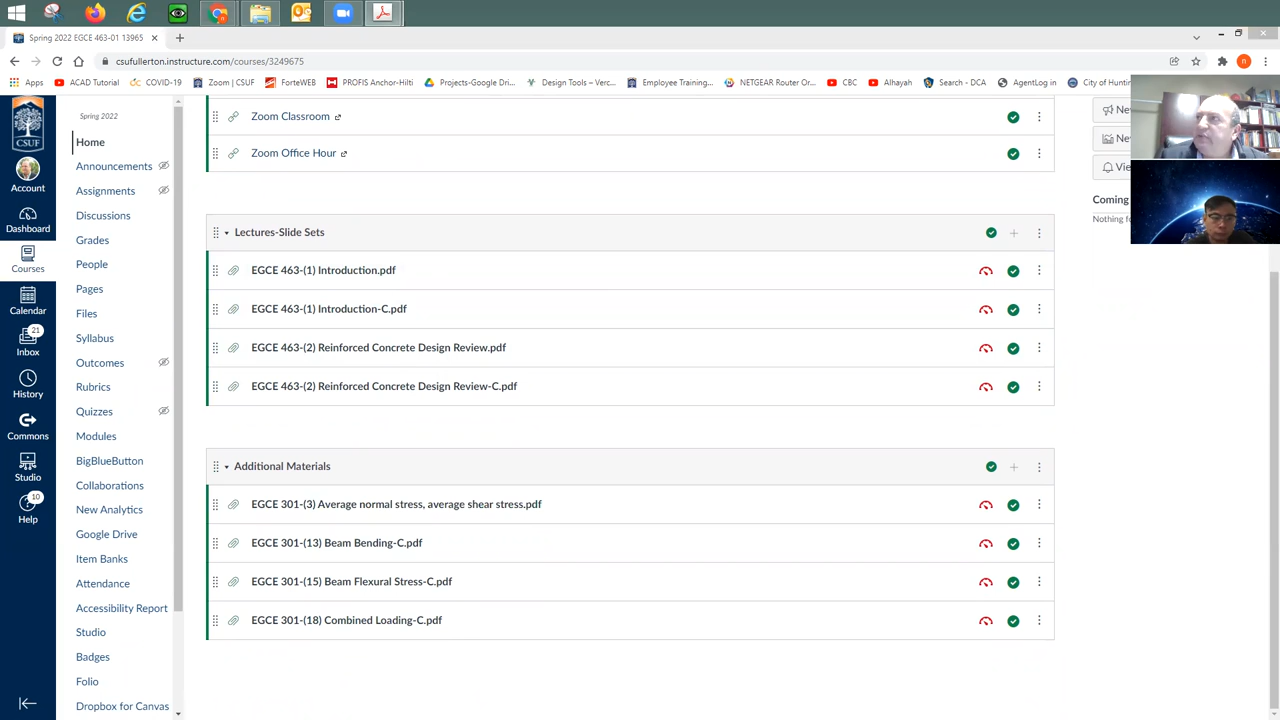 Spring 2022 EGCE 463-01 13965
csufullerton.instructure.com/courses/3249675
Apps
ACAD Tutorial
COVID-19
Zoom | CSUF
ForteWEB
PROFIS Anchor-Hilti
Projects-Google Dri...
Design Tools – Verc...
Employee Training...
NETGEAR Router Or...
CBC
Alhayah
Search - DCA
AgentLog in
City of Hunting
CSUF
Account
Dashboard
Courses
Calendar
21
Inbox
History
Commons
Studio
10
Help
Spring 2022
Home
Announcements
Assignments
Discussions
Grades
People
Pages
Files
Syllabus
Outcomes
Rubrics
Quizzes
Modules
BigBlueButton
Collaborations
New Analytics
Google Drive
Item Banks
Attendance
Accessibility Report
Studio
Badges
Folio
Dropbox for Canvas
Zoom Classroom
Zoom Office Hour
Lectures-Slide Sets
EGCE 463-(1) Introduction.pdf
EGCE 463-(1) Introduction-C.pdf
EGCE 463-(2) Reinforced Concrete Design Review.pdf
EGCE 463-(2) Reinforced Concrete Design Review-C.pdf
Additional Materials
EGCE 301-(3) Average normal stress, average shear stress.pdf
EGCE 301-(13) Beam Bending-C.pdf
EGCE 301-(15) Beam Flexural Stress-C.pdf
EGCE 301-(18) Combined Loading-C.pdf
Coming